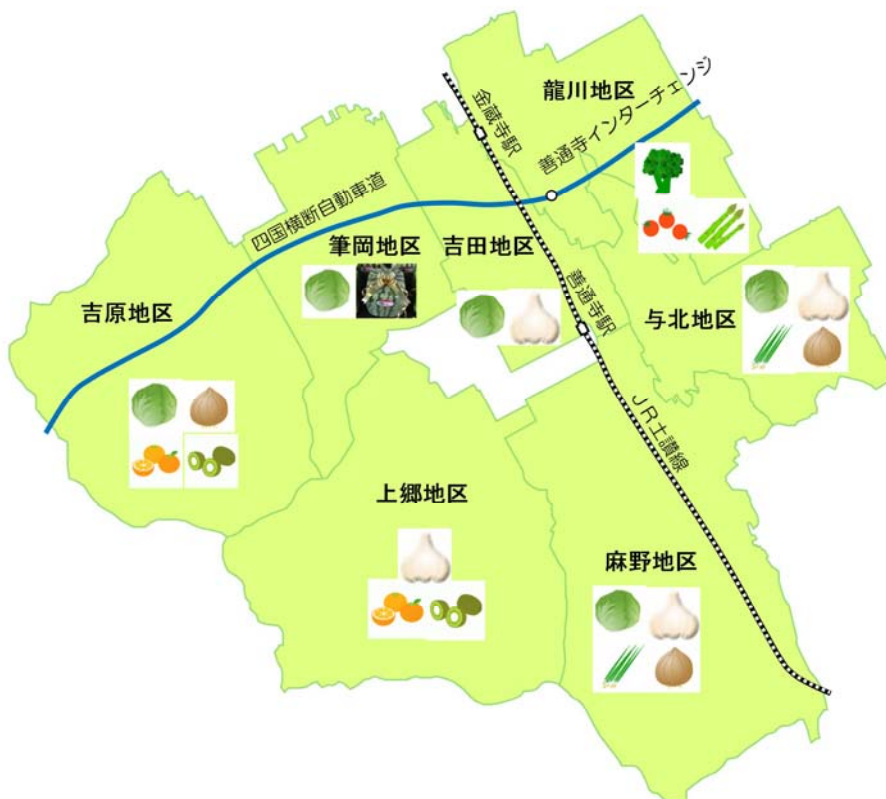 龍川地区
金蔵寺駅
善通寺インターチェンジ
四国横断自動車道
筆岡地区
吉田地区
善通寺駅
吉原地区
与北地区
JR土讃線
上郷地区
麻野地区